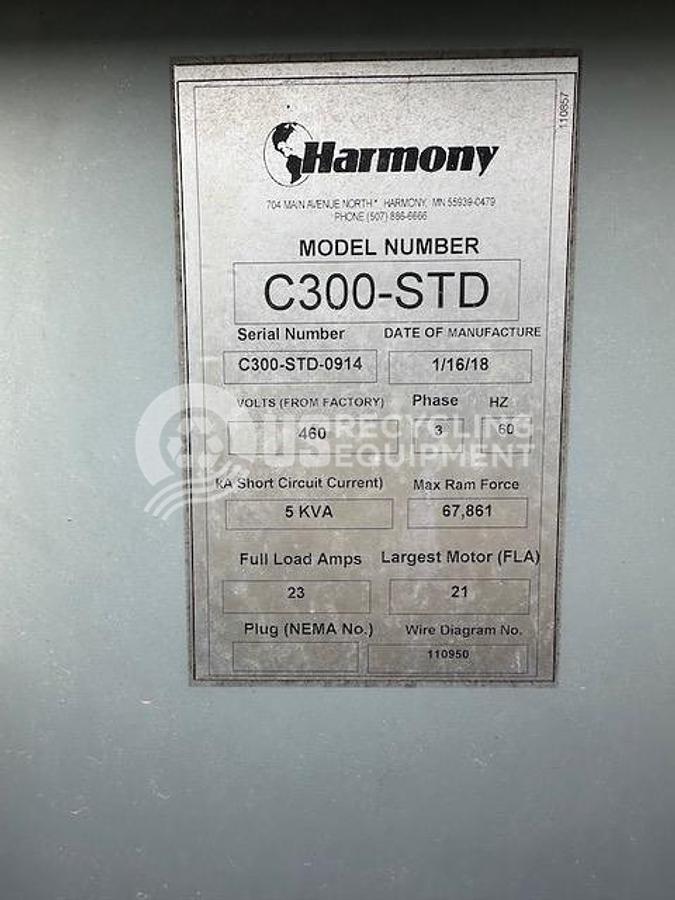 110857
Harmony
704 MAIN AVENUE NORTH * HARMONY, MN 55939-0479
PHONE (507) 886-6666
MODEL NUMBER
C300-STD
Serial Number DATE OF MANUFACTURE
C300-STD-0914 1/16/18
VOLTS (FROM FACTORY) Phase HZ
460 3 60
US RECYCLING
EQUIPMENT
KA Short Circuit Current) Max Ram Force
5 KVA 67,861
Full Load Amps Largest Motor (FLA)
23 21
Plug (NEMA No.) Wire Diagram No.
110950